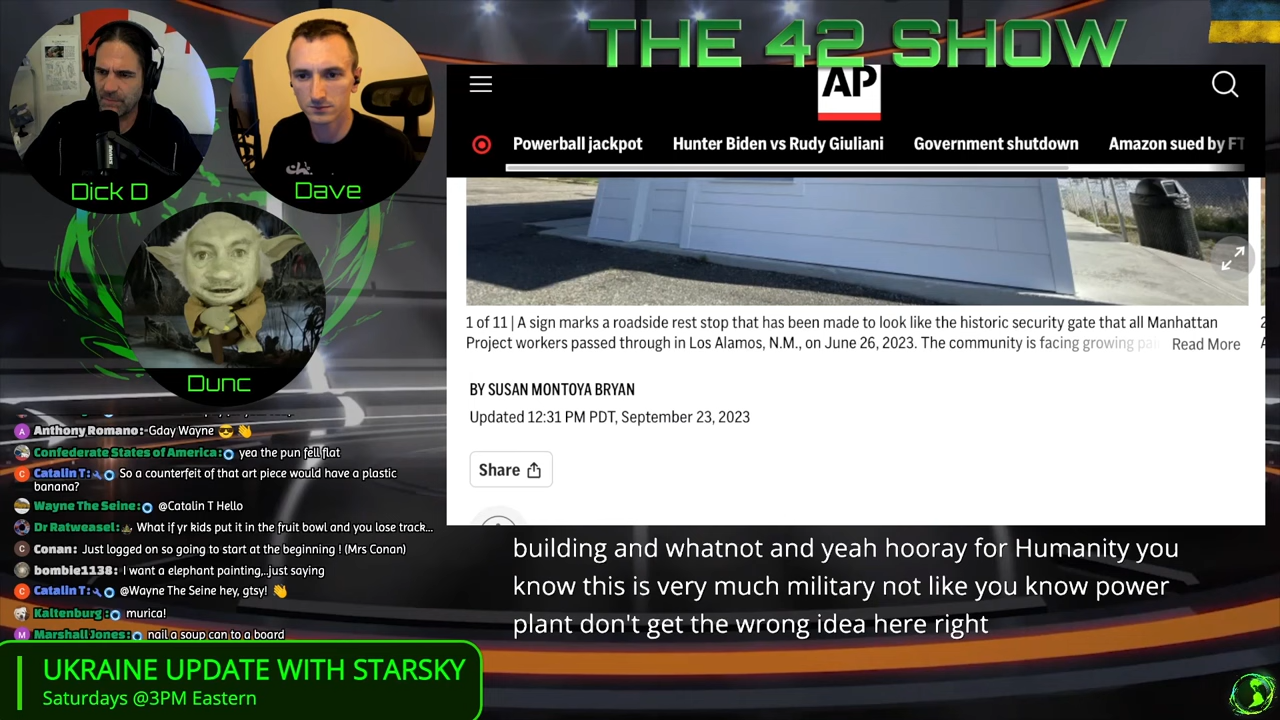 THE 42 SHOW
AP
Powerball jackpot Hunter Biden vs Rudy Giuliani Government shutdown Amazon sued by FT
Dick D
Dave
Dunc
1 of 11 | A sign marks a roadside rest stop that has been made to look like the historic security gate that all Manhattan
Project workers passed through in Los Alamos, N.M., on June 26, 2023. The community is facing growing pa Read More
BY SUSAN MONTOYA BRYAN
Updated 12:31 PM PDT, September 23, 2023
Share
Anthony Romano: Gday Wayne 😎 👋
Confederate States of America: yea the pun fell flat
Catalin T: So a counterfeit of that art piece would have a plastic
banana?
Wayne The Seine: @Catalin T Hello
Dr Ratweasel: What if yr kids put it in the fruit bowl and you lose track...
Conan: Just logged on so going to start at the beginning ! (Mrs Conan)
bomble1138: I want a elephant painting,..just saying
Catalin T: @Wayne The Seine hey, gtsy! 👋
Kaltenburg: murica!
Marshall Jones: nail a soup can to a board
building and whatnot and yeah hooray for Humanity you
know this is very much military not like you know power
plant don't get the wrong idea here right
UKRAINE UPDATE WITH STARSKY
Saturdays @3PM Eastern